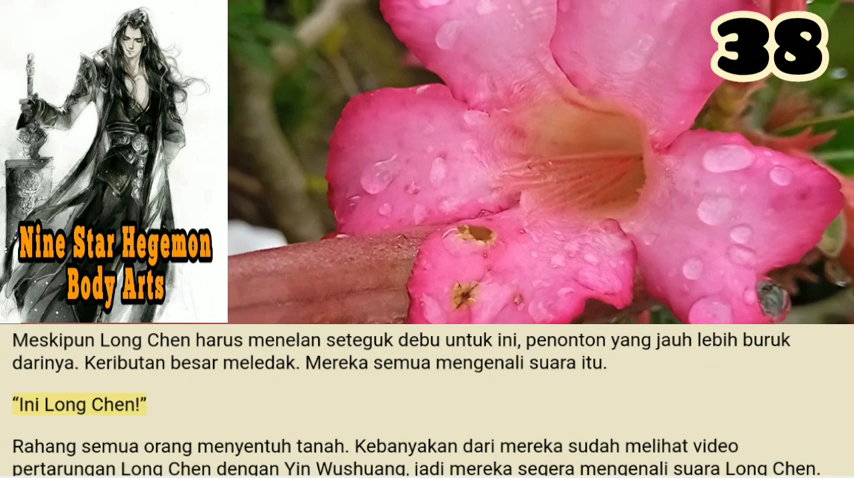 38
Nine Star Hegemon
Body Arts
Meskipun Long Chen harus menelan seteguk debu untuk ini, penonton yang jauh lebih buruk
darinya. Keributan besar meledak. Mereka semua mengenali suara itu.
“Ini Long Chen!”
Rahang semua orang menyentuh tanah. Kebanyakan dari mereka sudah melihat video
pertarungan Long Chen dengan Yin Wushuang, jadi mereka segera mengenali suara Long Chen.